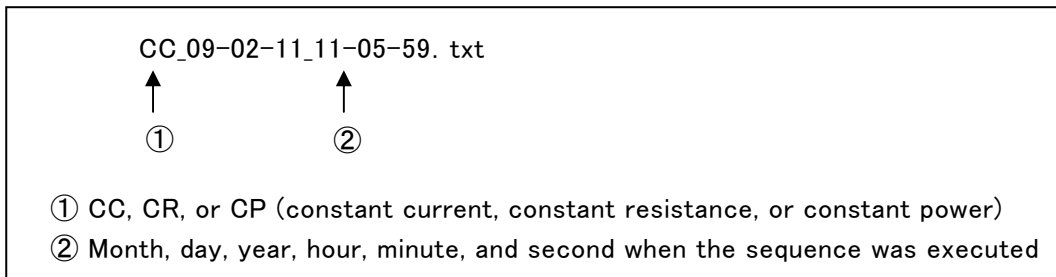 CC_09-02-11_11-05-59. txt
① ②
① CC, CR, or CP (constant current, constant resistance, or constant power)
② Month, day, year, hour, minute, and second when the sequence was executed